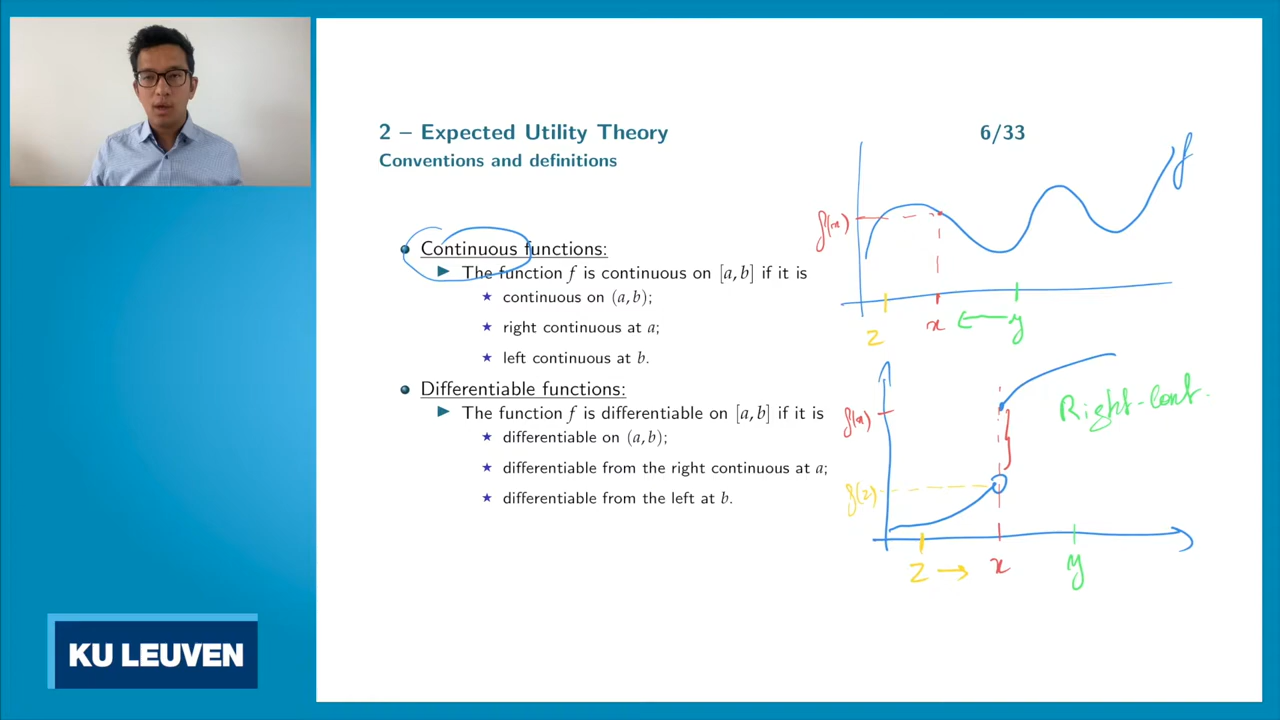 2 – Expected Utility Theory
6/33
Conventions and definitions
Continuous functions:
The function f is continuous on [a, b] if it is
continuous on (a, b);
right continuous at a;
left continuous at b.
Differentiable functions:
The function f is differentiable on [a, b] if it is
differentiable on (a, b);
differentiable from the right continuous at a;
differentiable from the left at b.
f
f(x)
z x y
Right-cont.
f(x)
f(z)
z x y
KU LEUVEN